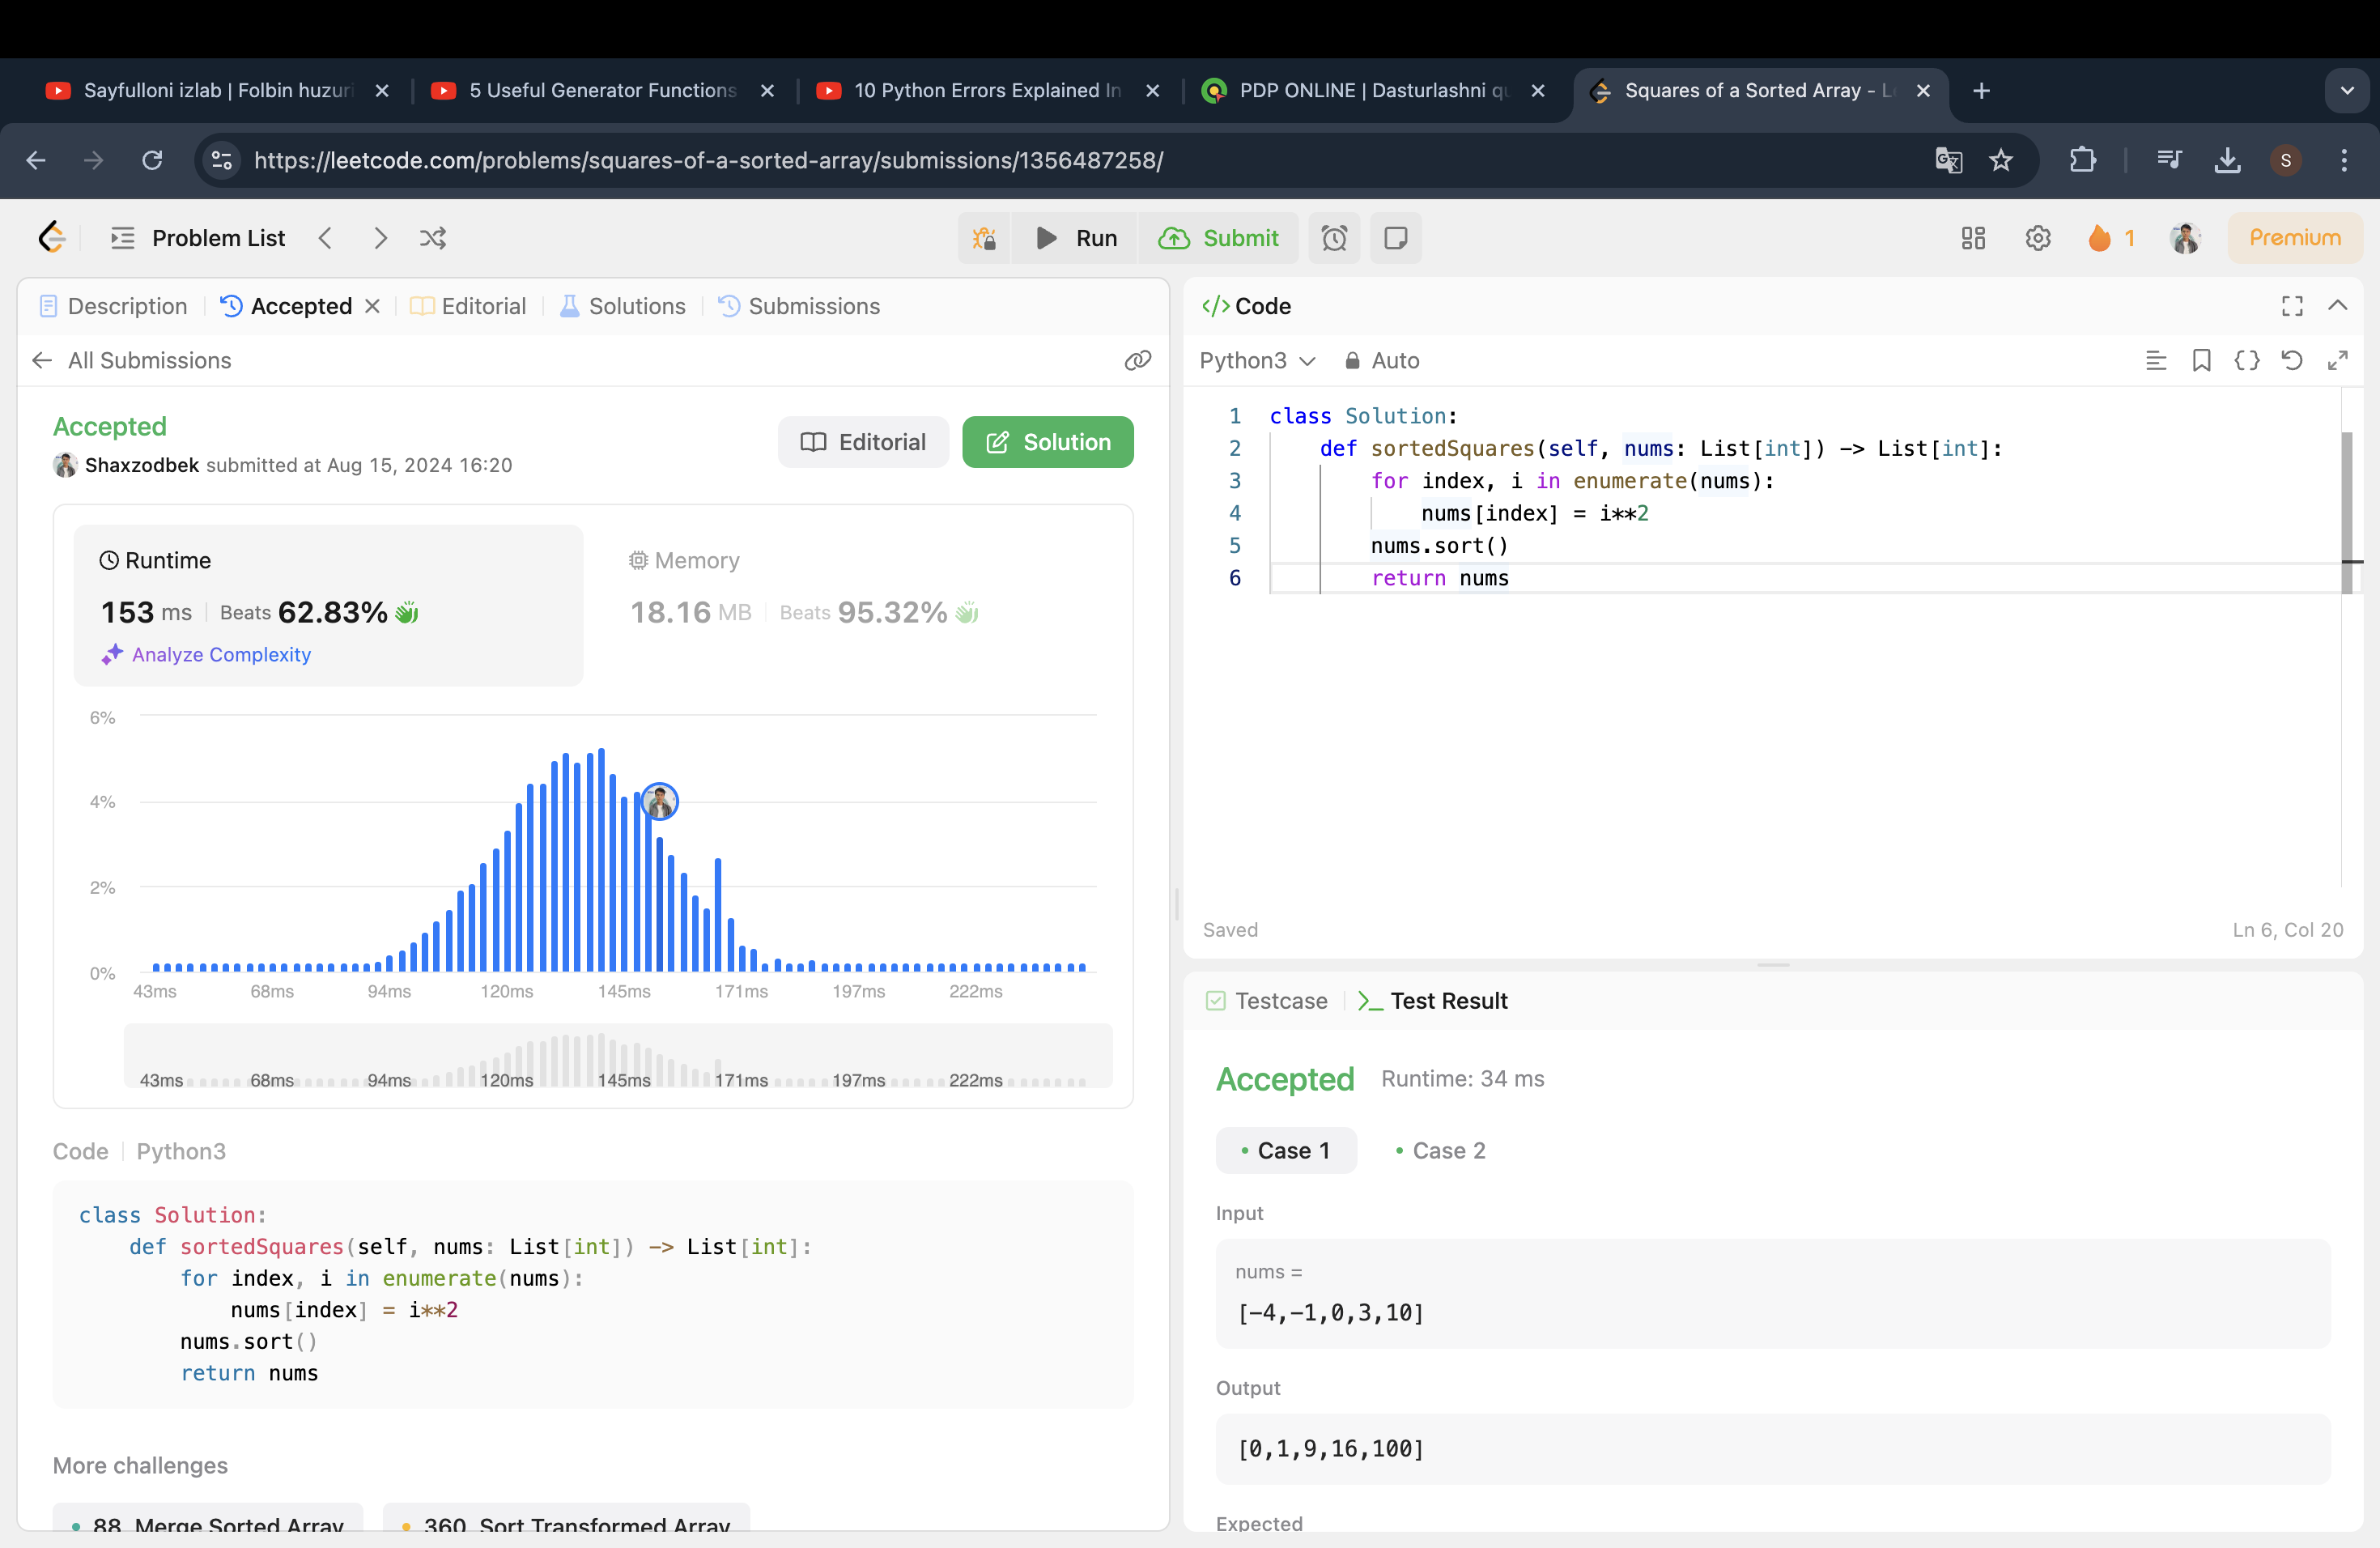 Sayfulloni izlab | Folbin huzuri
5 Useful Generator Functions
10 Python Errors Explained In
PDP ONLINE | Dasturlashni qu
Squares of a Sorted Array - Le
https://leetcode.com/problems/squares-of-a-sorted-array/submissions/1356487258/
S
Problem List
Run
Submit
1
Premium
Description
Accepted
Editorial
Solutions
Submissions
All Submissions
Accepted
Editorial
Solution
Shaxzodbek submitted at Aug 15, 2024 16:20
Runtime
153 ms | Beats 62.83%
Analyze Complexity
Memory
18.16 MB | Beats 95.32%
6%
4%
2%
0%
43ms 68ms 94ms 120ms 145ms 171ms 197ms 222ms
43ms 68ms 94ms 120ms 145ms 171ms 197ms 222ms
Code | Python3
class Solution:
    def sortedSquares(self, nums: List[int]) -> List[int]:
        for index, i in enumerate(nums):
            nums[index] = i**2
        nums.sort()
        return nums
More challenges
88. Merge Sorted Array
360. Sort Transformed Array
</> Code
Python3
Auto
1 class Solution:
2     def sortedSquares(self, nums: List[int]) -> List[int]:
3         for index, i in enumerate(nums):
4             nums[index] = i**2
5         nums.sort()
6         return nums
Saved
Ln 6, Col 20
Testcase
>_ Test Result
Accepted
Runtime: 34 ms
• Case 1
• Case 2
Input
nums =
[-4,-1,0,3,10]
Output
[0,1,9,16,100]
Expected